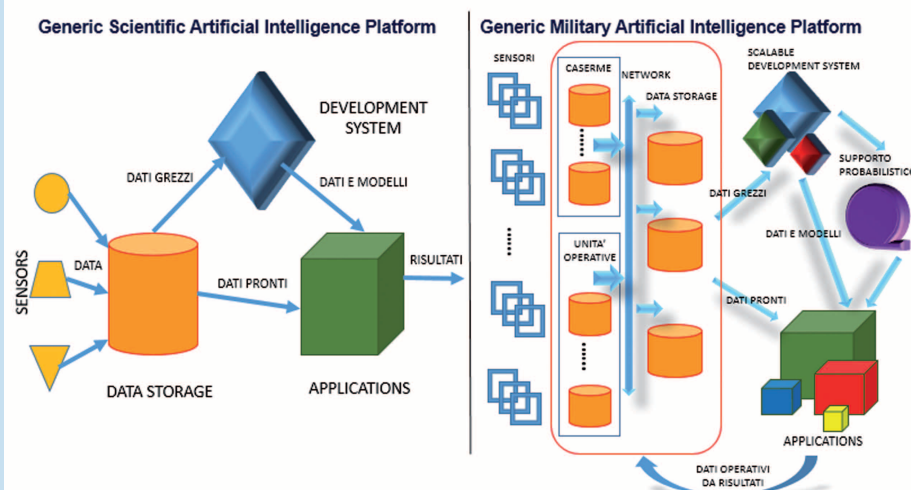 Generic Scientific Artificial Intelligence Platform
DEVELOPMENT
SYSTEM
DATI GREZZI
DATI E MODELLI
SENSORS
DATA
DATI PRONTI
RISULTATI
DATA STORAGE
APPLICATIONS
Generic Military Artificial Intelligence Platform
SENSORI
CASERME
NETWORK
DATA STORAGE
SCALABLE
DEVELOPMENT SYSTEM
SUPPORTO
PROBABILISTICO
DATI GREZZI
DATI E MODELLI
UNITA'
OPERATIVE
DATI PRONTI
APPLICATIONS
DATI OPERATIVI
DA RISULTATI